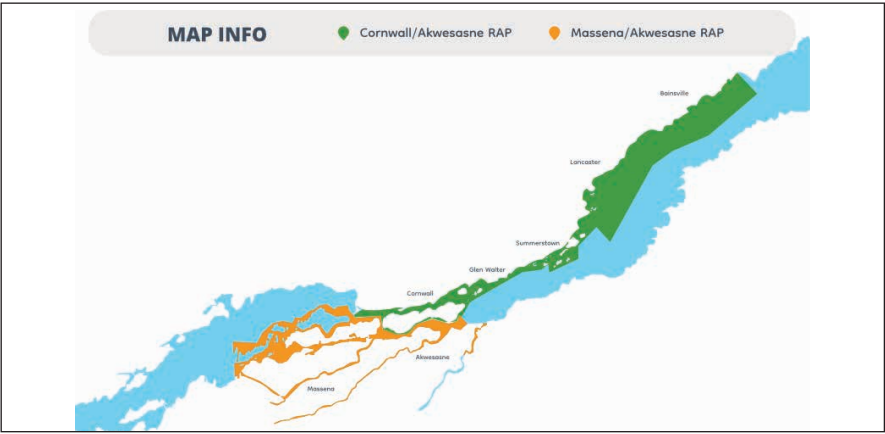 MAP INFO
Cornwall/Akwesasne RAP
Massena/Akwesasne RAP
Bainsville
Lancaster
Summerstown
Glen Walter
Cornwall
Akwesasne
Massena